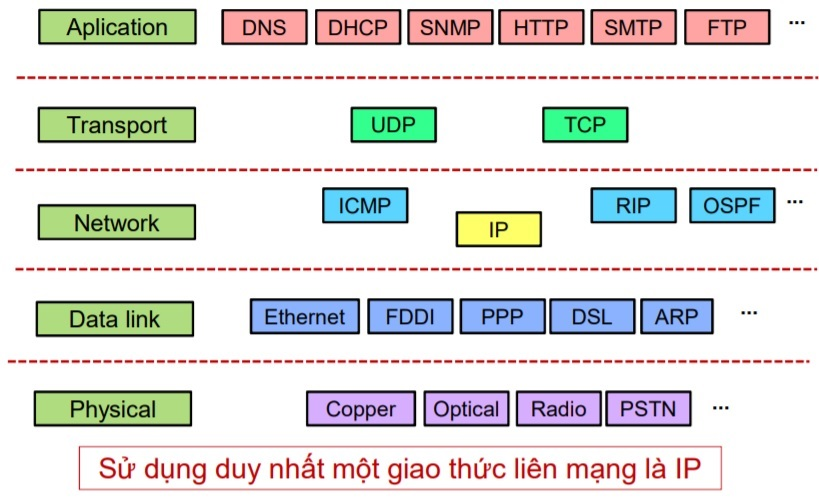 Aplication DNS DHCP SNMP HTTP SMTP FTP ...
Transport UDP TCP
Network ICMP IP RIP OSPF ...
Data link Ethernet FDDI PPP DSL ARP ...
Physical Copper Optical Radio PSTN ...
Sử dụng duy nhất một giao thức liên mạng là IP